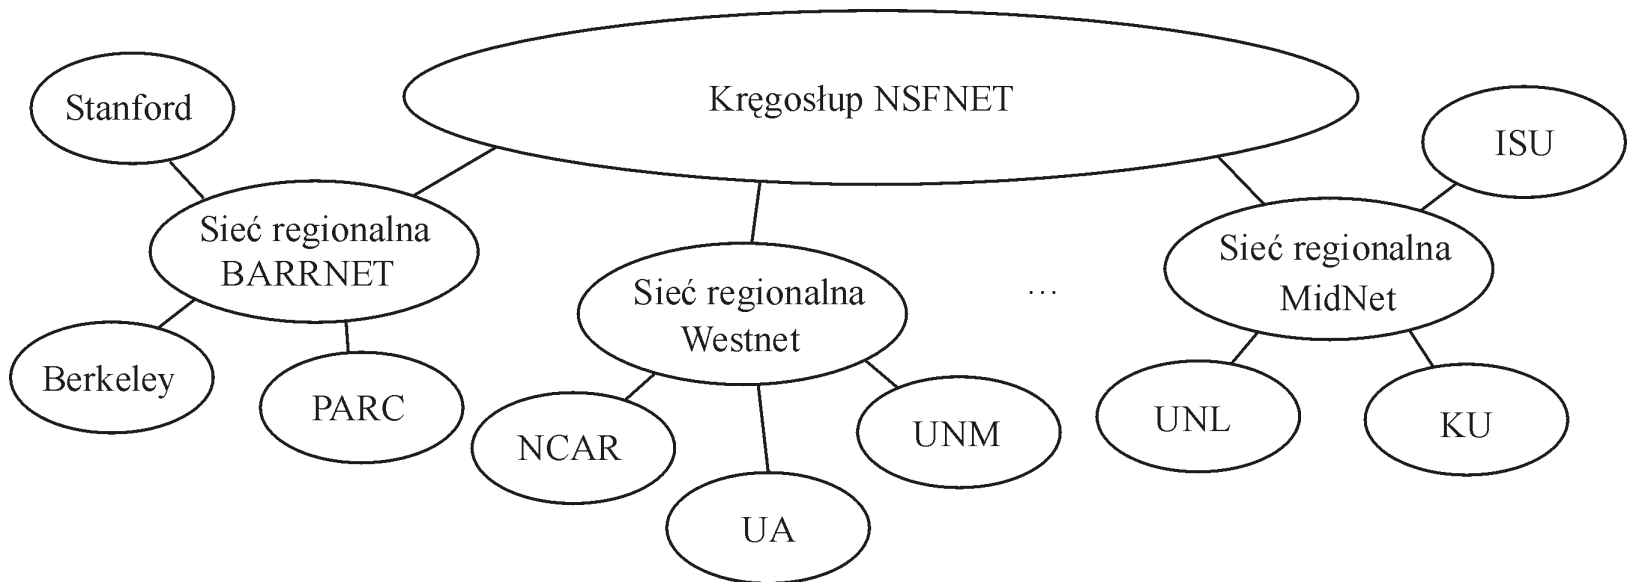 Kręgosłup NSFNET
Stanford
ISU
Sieć regionalna
BARRNET
Sieć regionalna
Westnet
...
Sieć regionalna
MidNet
Berkeley
PARC
NCAR
UA
UNM
UNL
KU